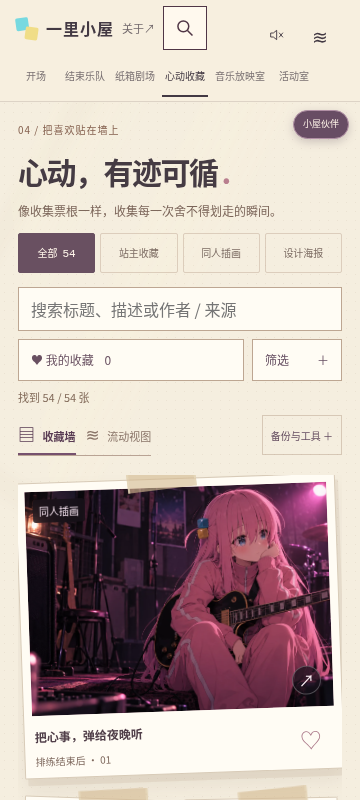 一里小屋 关于↗
开场 结束乐队 纸箱剧场 心动收藏 音乐放映室 活动室
小屋伙伴
04 / 把喜欢贴在墙上
心动，有迹可循.
像收集票根一样，收集每一次舍不得划走的瞬间。
全部 54 站主收藏 同人插画 设计海报
搜索标题、描述或作者 / 来源
♥ 我的收藏 0 筛选 +
找到 54 / 54 张
收藏墙 流动视图 备份与工具 +
同人插画
把心事，弹给夜晚听
排练结束后 · 01